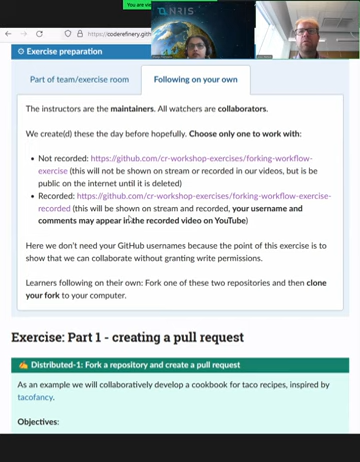 You are view
NRIS
https://coderefinery.gith
Exercise preparation
Part of team/exercise room
Following on your own
The instructors are the maintainers. All watchers are collaborators.
We create(d) these the day before hopefully. Choose only one to work with:
• Not recorded: https://github.com/cr-workshop-exercises/forking-workflow-
exercise (this will not be shown on stream or recorded in our videos, but is be
public on the internet until it is deleted)
• Recorded: https://github.com/cr-workshop-exercises/forking-workflow-exercise-
recorded (this will be shown on stream and recorded, your username and
comments may appear in the recorded video on YouTube)
Here we don't need your GitHub usernames because the point of this exercise is to
show that we can collaborate without granting write permissions.
Learners following on their own: Fork one of these two repositories and then clone
your fork to your computer.
Exercise: Part 1 - creating a pull request
Distributed-1: Fork a repository and create a pull request
As an example we will collaboratively develop a cookbook for taco recipes, inspired by
tacofancy.
Objectives: